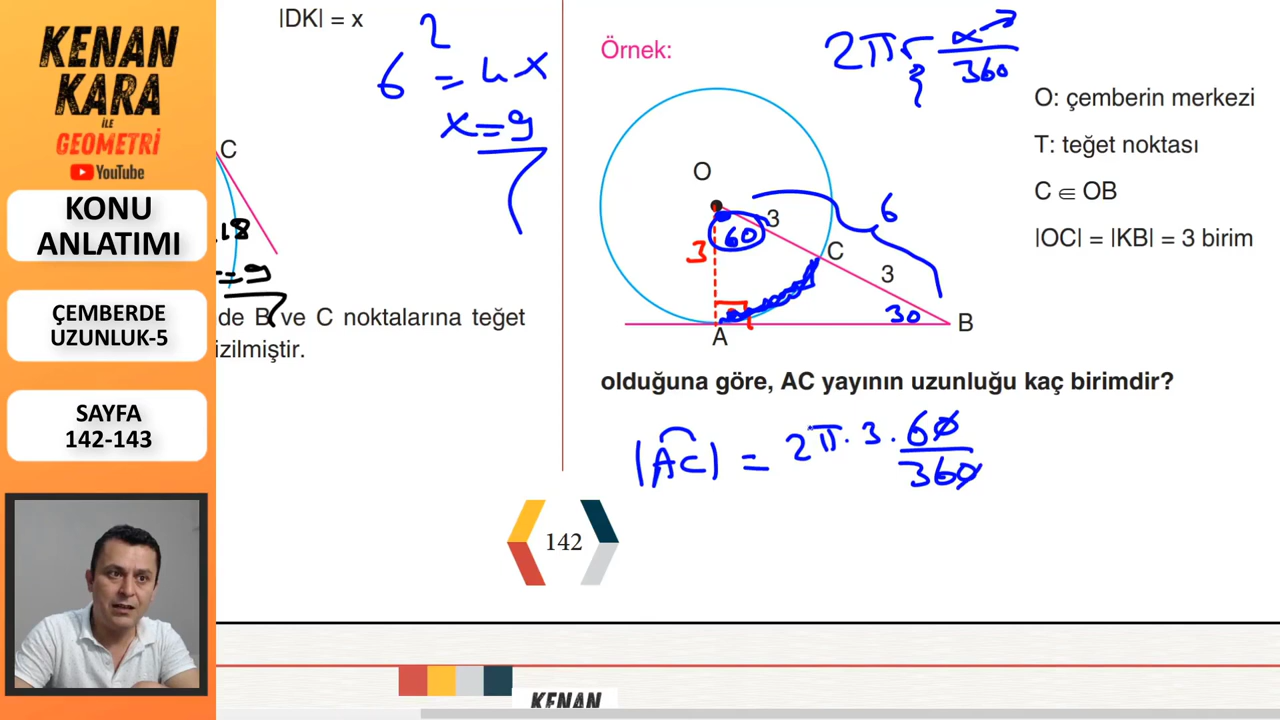 KENAN
KARA
İLE
GEOMETRİ
YouTube
KONU
ANLATIMI
ÇEMBERDE
UZUNLUK-5
SAYFA
142-143
|DK| = x
6² = 4x
x = 9
C
18
= 9
de B ve C noktalarına teğet
izilmiştir.
Örnek:
2πr α/360
O: çemberin merkezi
T: teğet noktası
C ∈ OB
|OC| = |KB| = 3 birim
O
60
3
3
6
C
3
30
A
B
olduğuna göre, AC yayının uzunluğu kaç birimdir?
|AC| = 2π . 3 . 60/360
142
KENAN